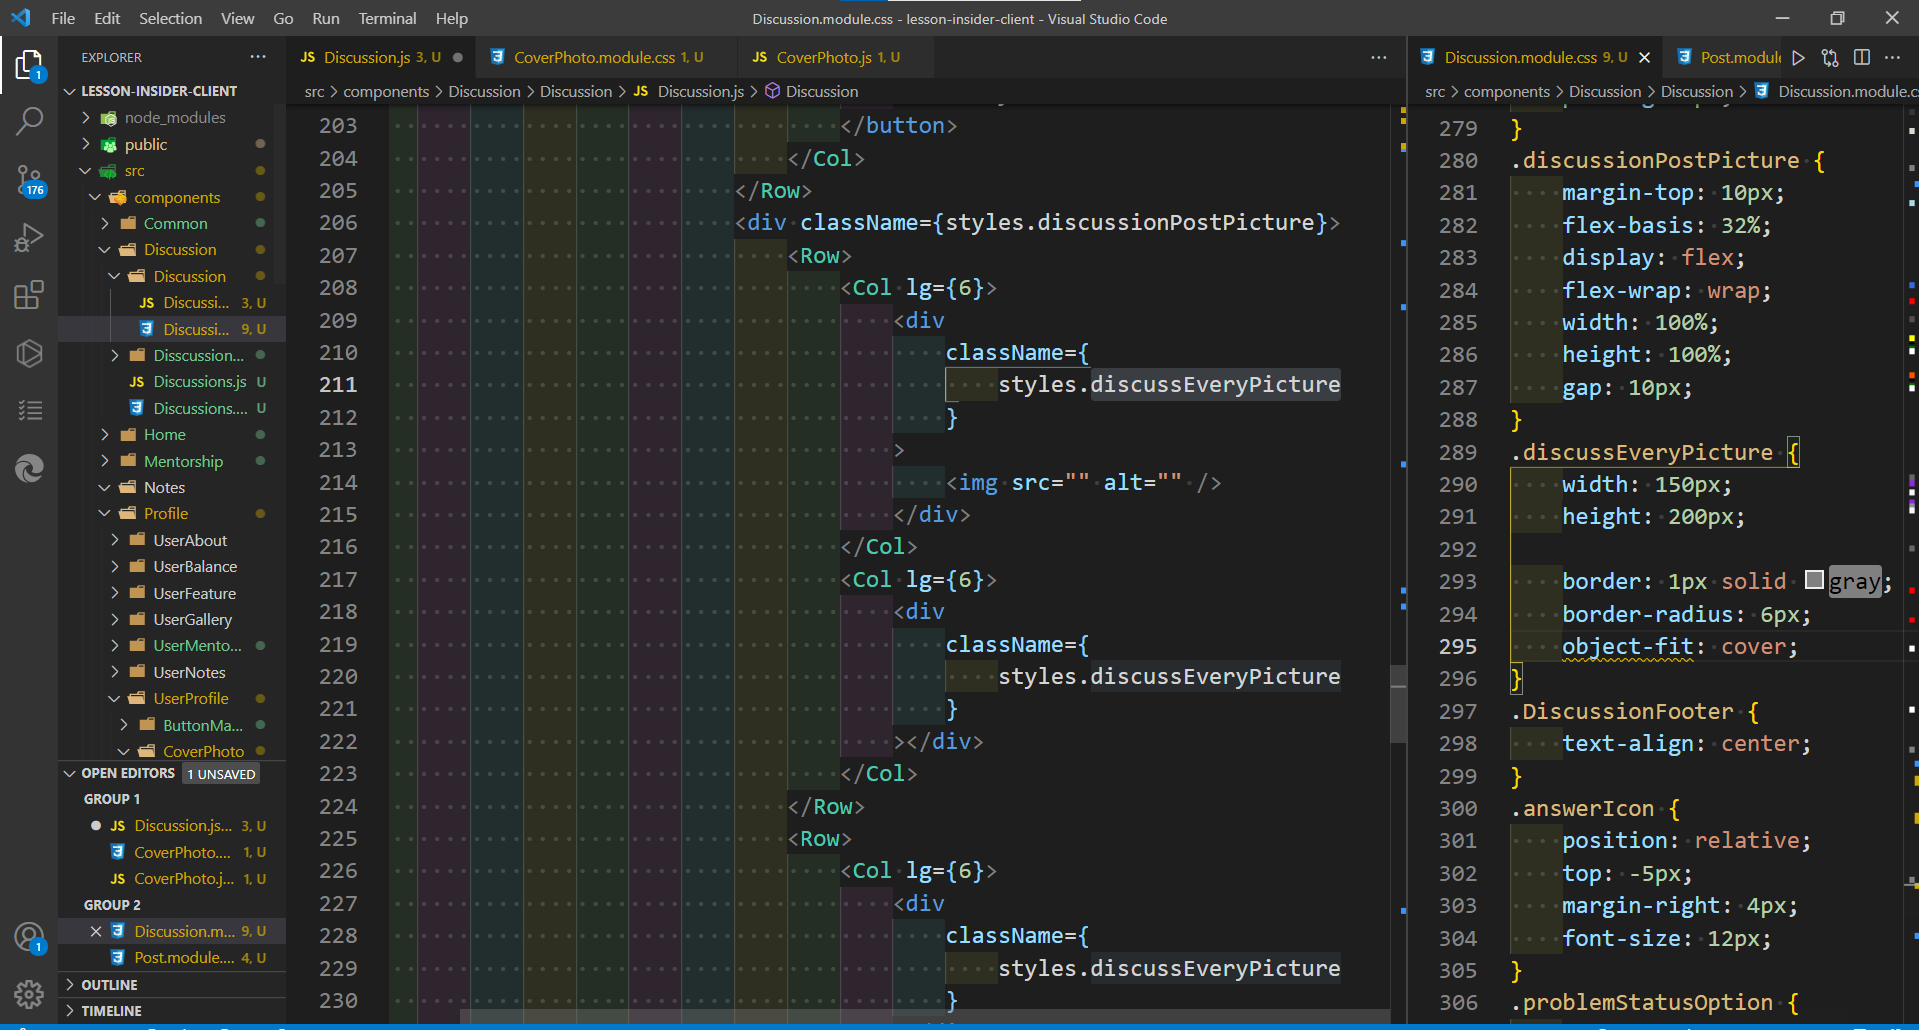 File Edit Selection View Go Run Terminal Help
Discussion.module.css - lesson-insider-client - Visual Studio Code
EXPLORER
LESSON-INSIDER-CLIENT
node_modules
public
src
components
Common
Discussion
Discussion
JS Discussi... 3, U
Discussi... 9, U
Disscussion...
JS Discussions.js U
Discussions.... U
Home
Mentorship
Notes
Profile
UserAbout
UserBalance
UserFeature
UserGallery
UserMento...
UserNotes
UserProfile
ButtonMa...
CoverPhoto
OPEN EDITORS 1 UNSAVED
GROUP 1
JS Discussion.js... 3, U
CoverPhoto.... 1, U
JS CoverPhoto.j... 1, U
GROUP 2
Discussion.m... 9, U
Post.module.... 4, U
OUTLINE
TIMELINE
1
176
1
JS Discussion.js 3, U
CoverPhoto.module.css 1, U
JS CoverPhoto.js 1, U
src > components > Discussion > Discussion > JS Discussion.js > Discussion
203 </button>
204 </Col>
205 </Row>
206 <div className={styles.discussionPostPicture}>
207 <Row>
208 <Col lg={6}>
209 <div
210 className={
211 styles.discussEveryPicture
212 }
213 >
214 <img src="" alt="" />
215 </div>
216 </Col>
217 <Col lg={6}>
218 <div
219 className={
220 styles.discussEveryPicture
221 }
222 ></div>
223 </Col>
224 </Row>
225 <Row>
226 <Col lg={6}>
227 <div
228 className={
229 styles.discussEveryPicture
230 }
Discussion.module.css 9, U
Post.modul
src > components > Discussion > Discussion > Discussion.module.c
279 }
280 .discussionPostPicture {
281 margin-top: 10px;
282 flex-basis: 32%;
283 display: flex;
284 flex-wrap: wrap;
285 width: 100%;
286 height: 100%;
287 gap: 10px;
288 }
289 .discussEveryPicture {
290 width: 150px;
291 height: 200px;
292
293 border: 1px solid gray;
294 border-radius: 6px;
295 object-fit: cover;
296 }
297 .DiscussionFooter {
298 text-align: center;
299 }
300 .answerIcon {
301 position: relative;
302 top: -5px;
303 margin-right: 4px;
304 font-size: 12px;
305 }
306 .problemStatusOption {